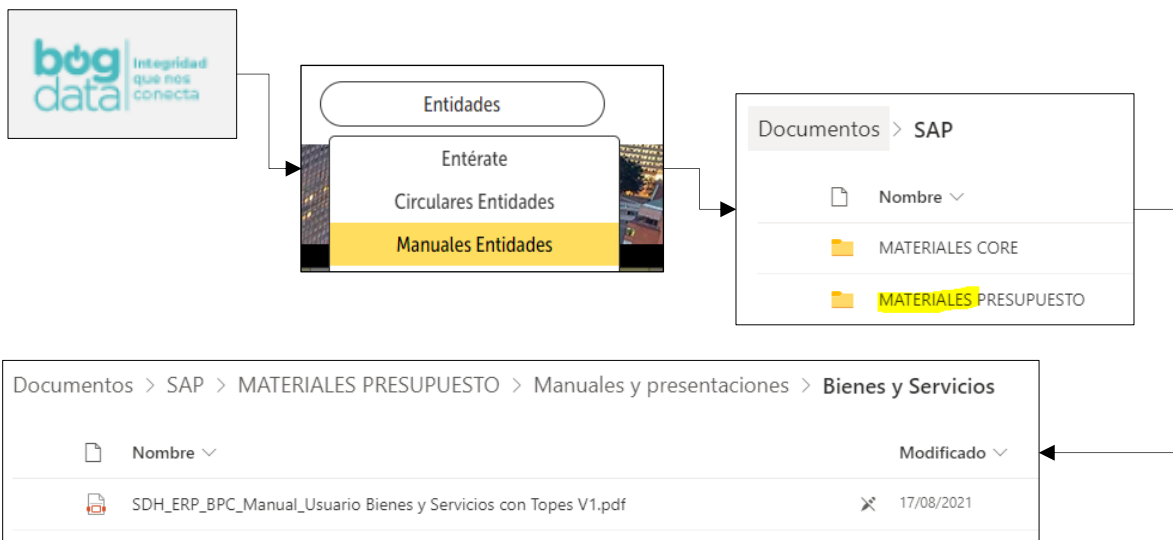 bog
data
Integridad
que nos
conecta
Entidades
Entérate
Circulares Entidades
Manuales Entidades
Documentos > SAP
Nombre
MATERIALES CORE
MATERIALES PRESUPUESTO
Documentos > SAP > MATERIALES PRESUPUESTO > Manuales y presentaciones > Bienes y Servicios
Nombre Modificado
SDH_ERP_BPC_Manual_Usuario Bienes y Servicios con Topes V1.pdf 17/08/2021